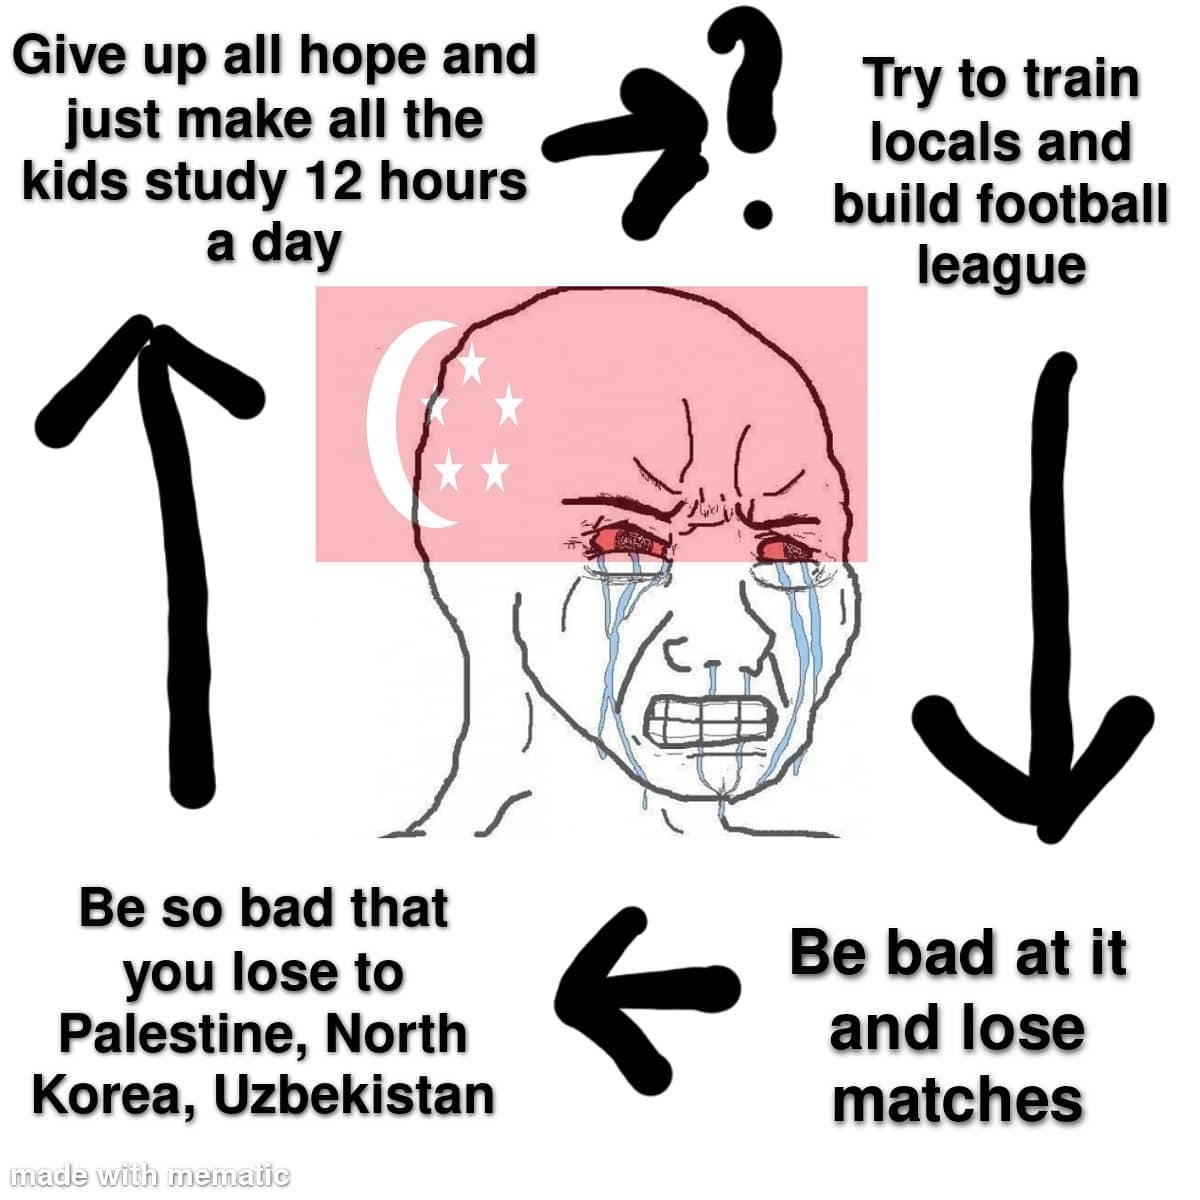 Give up all hope and
just make all the
kids study 12 hours
a day
?
Try to train
locals and
build football
league
Be bad at it
and lose
matches
Be so bad that
you lose to
Palestine, North
Korea, Uzbekistan
made with mematic